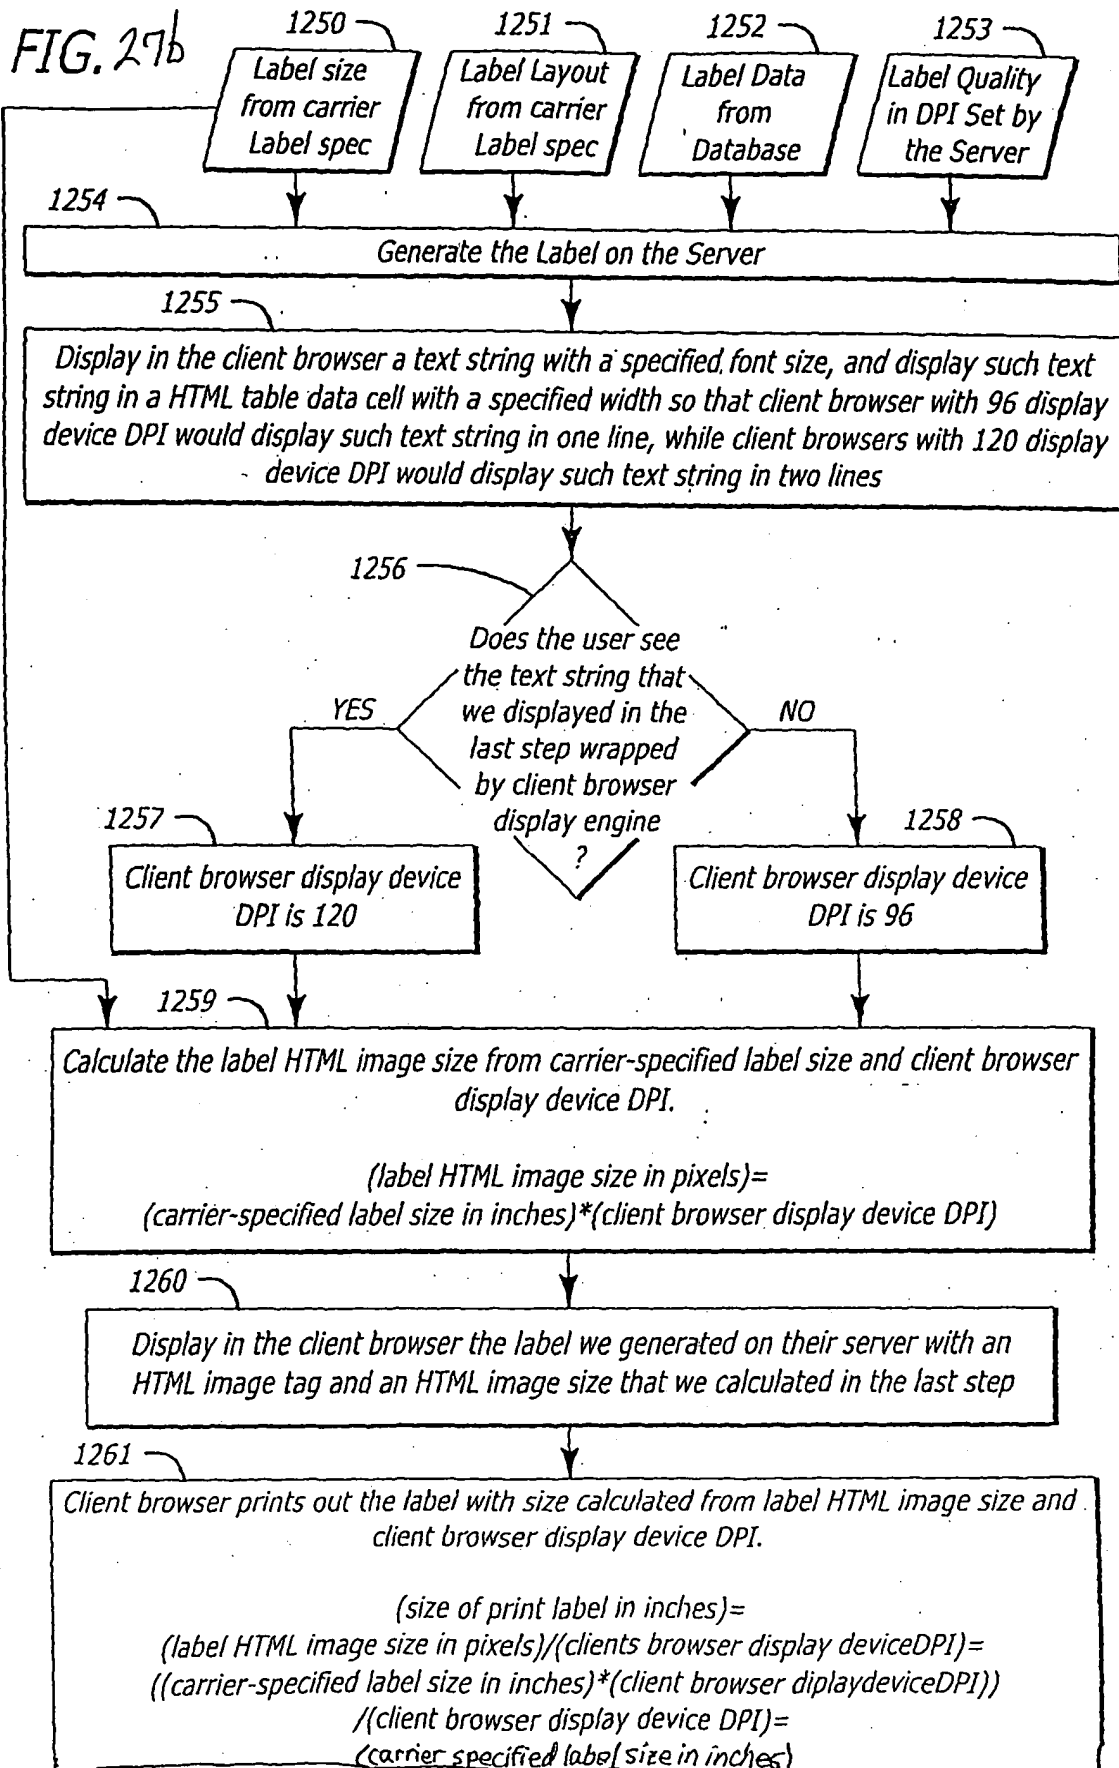 FIG. 27b
1250
1251
1252
1253
Label size
from carrier
Label spec
Label Layout
from carrier
Label spec
Label Data
from
Database
Label Quality
in DPI Set by
the Server
1254
Generate the Label on the Server
1255
Display in the client browser a text string with a specified font size, and display such text
string in a HTML table data cell with a specified width so that client browser with 96 display
device DPI would display such text string in one line, while client browsers with 120 display
device DPI would display such text string in two lines
1256
Does the user see
the text string that
we displayed in the
last step wrapped
by client browser
display engine
?
YES
NO
1257
Client browser display device
DPI is 120
1258
Client browser display device
DPI is 96
1259
Calculate the label HTML image size from carrier-specified label size and client browser
display device DPI.
(label HTML image size in pixels)=
(carrier-specified label size in inches)*(client browser display device DPI)
1260
Display in the client browser the label we generated on their server with an
HTML image tag and an HTML image size that we calculated in the last step
1261
Client browser prints out the label with size calculated from label HTML image size and
client browser display device DPI.
(size of print label in inches)=
(label HTML image size in pixels)/(clients browser display deviceDPI)=
((carrier-specified label size in inches)*(client browser diplaydeviceDPI))
/(client browser display device DPI)=
(carrier specified label size in inches)